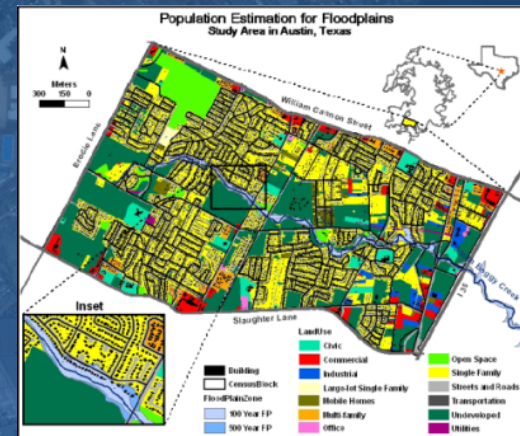 Population Estimation for Floodplains
Study Area in Austin, Texas
N
Meters
300 150 0
William Cannon Street
Brodie Lane
Boggy Creek
I 35
Slaughter Lane
Inset
Building
CensusBlock
FloodPlainZone
100 Year FP
500 Year FP
LandUse
Civic
Commercial
Industrial
Large-lot Single Family
Mobile Homes
Multi-family
Office
Open Space
Single Family
Streets and Roads
Transportation
Undeveloped
Utilities